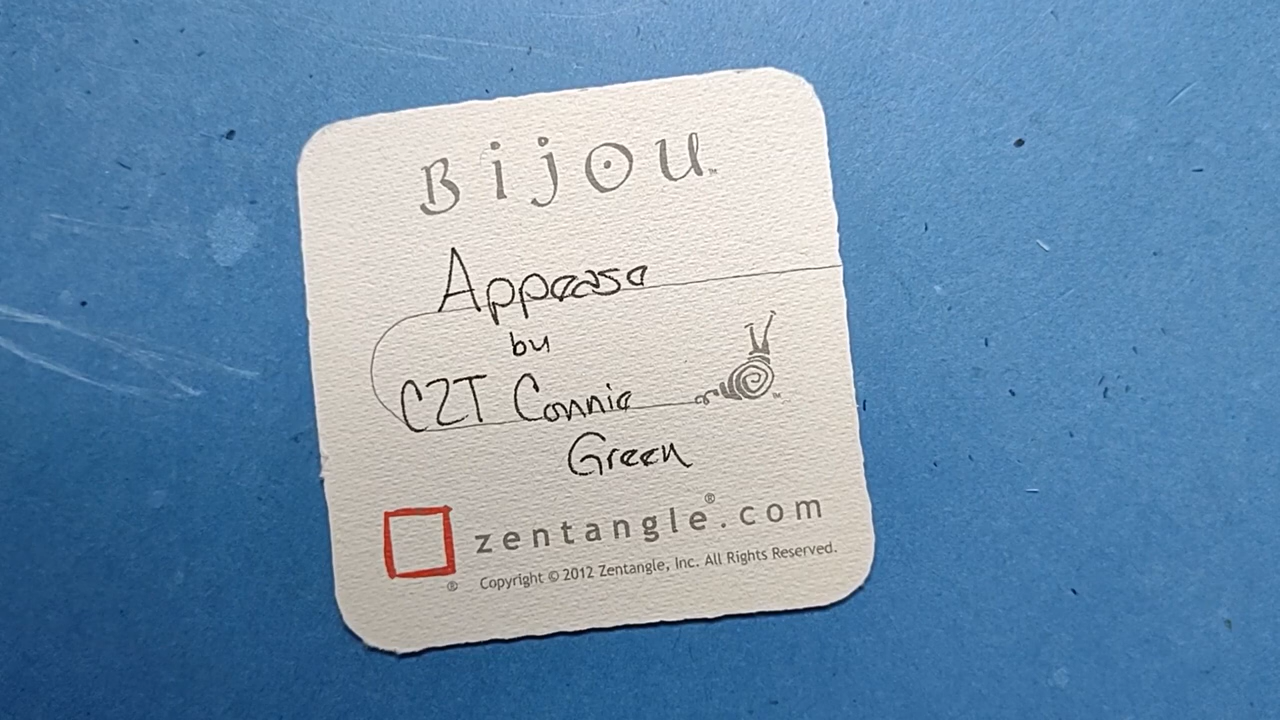 Bijou™
Appease
by
CZT Connie
Green
zentangle®.com
® Copyright © 2012 Zentangle, Inc. All Rights Reserved.